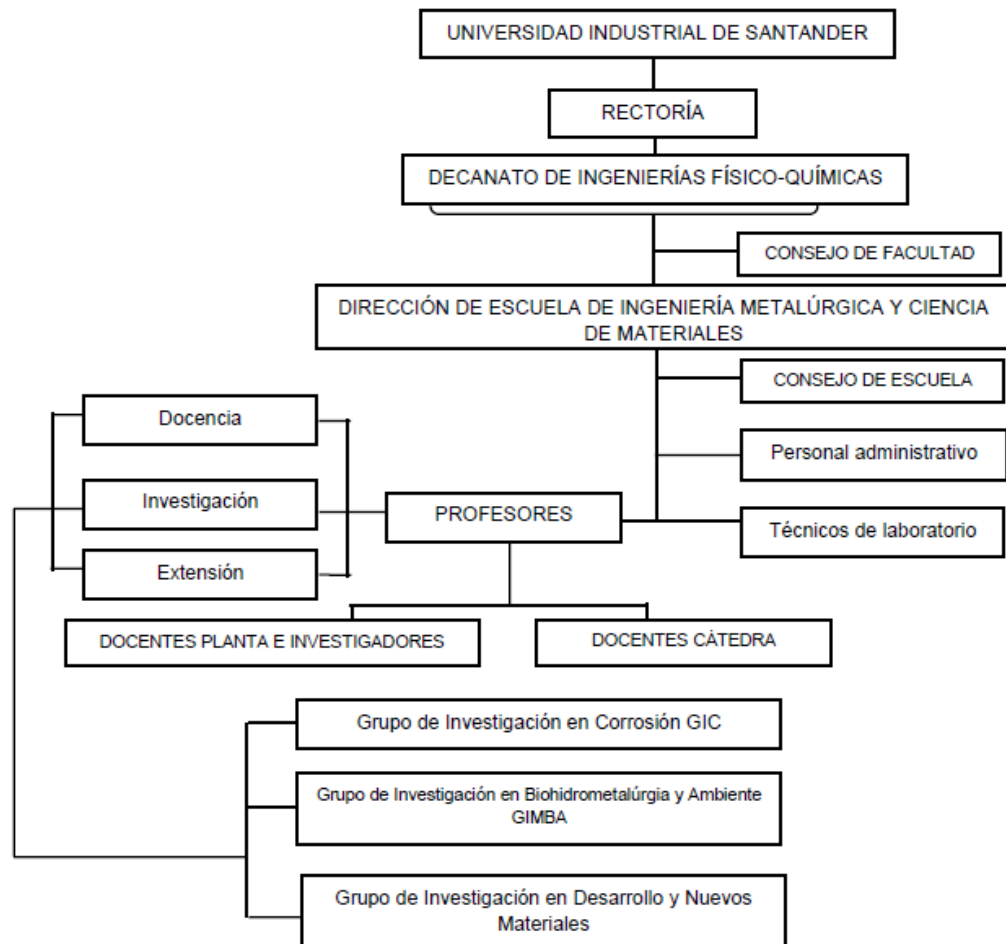 UNIVERSIDAD INDUSTRIAL DE SANTANDER
RECTORÍA
DECANATO DE INGENIERÍAS FÍSICO-QUÍMICAS
CONSEJO DE FACULTAD
DIRECCIÓN DE ESCUELA DE INGENIERÍA METALÚRGICA Y CIENCIA
DE MATERIALES
CONSEJO DE ESCUELA
Docencia
Personal administrativo
Investigación
PROFESORES
Técnicos de laboratorio
Extensión
DOCENTES PLANTA E INVESTIGADORES
DOCENTES CÀTEDRA
Grupo de Investigación en Corrosión GIC
Grupo de Investigación en Biohidrometalúrgia y Ambiente
GIMBA
Grupo de Investigación en Desarrollo y Nuevos
Materiales